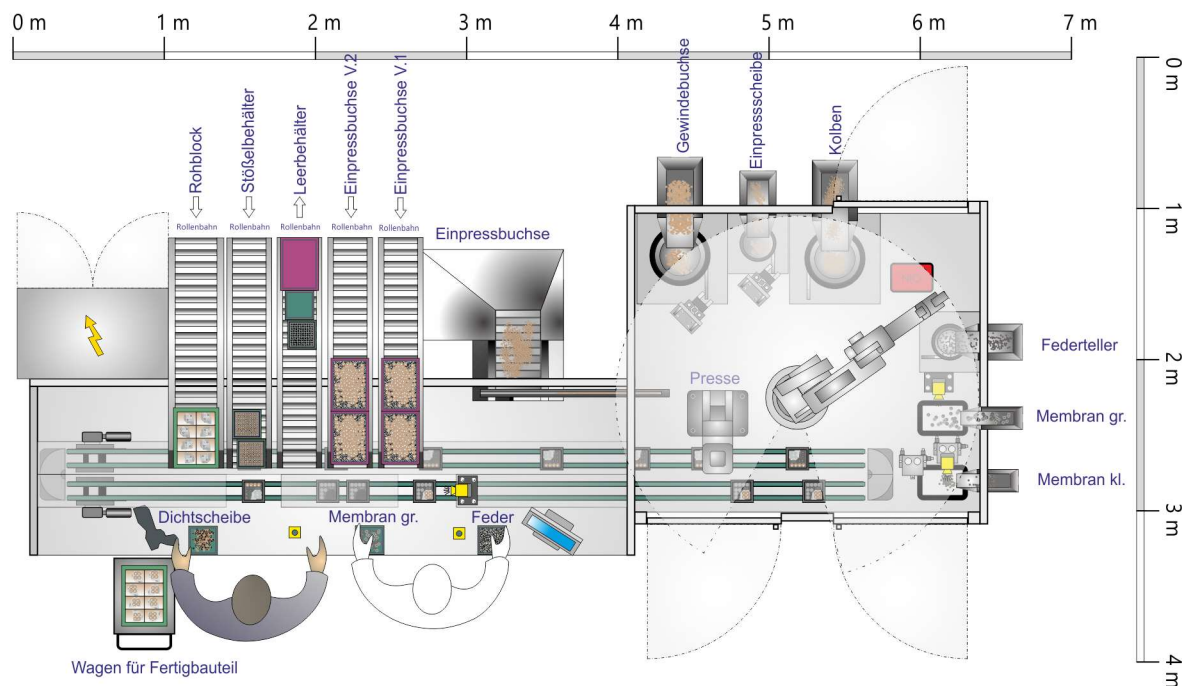 0 m
1 m
2 m
3 m
4 m
5 m
6 m
7 m
0 m
1 m
2 m
3 m
4 m
Rohblock
Stößelbehälter
Leerbehälter
Einpressbuchse V.2
Einpressbuchse V.1
Gewindebuchse
Einpressscheibe
Kolben
Rollenbahn
Rollenbahn
Rollenbahn
Rollenbahn
Rollenbahn
Einpressbuchse
Federteller
Presse
Membran gr.
Membran kl.
Dichtscheibe
Membran gr.
Feder
Wagen für Fertigbauteil